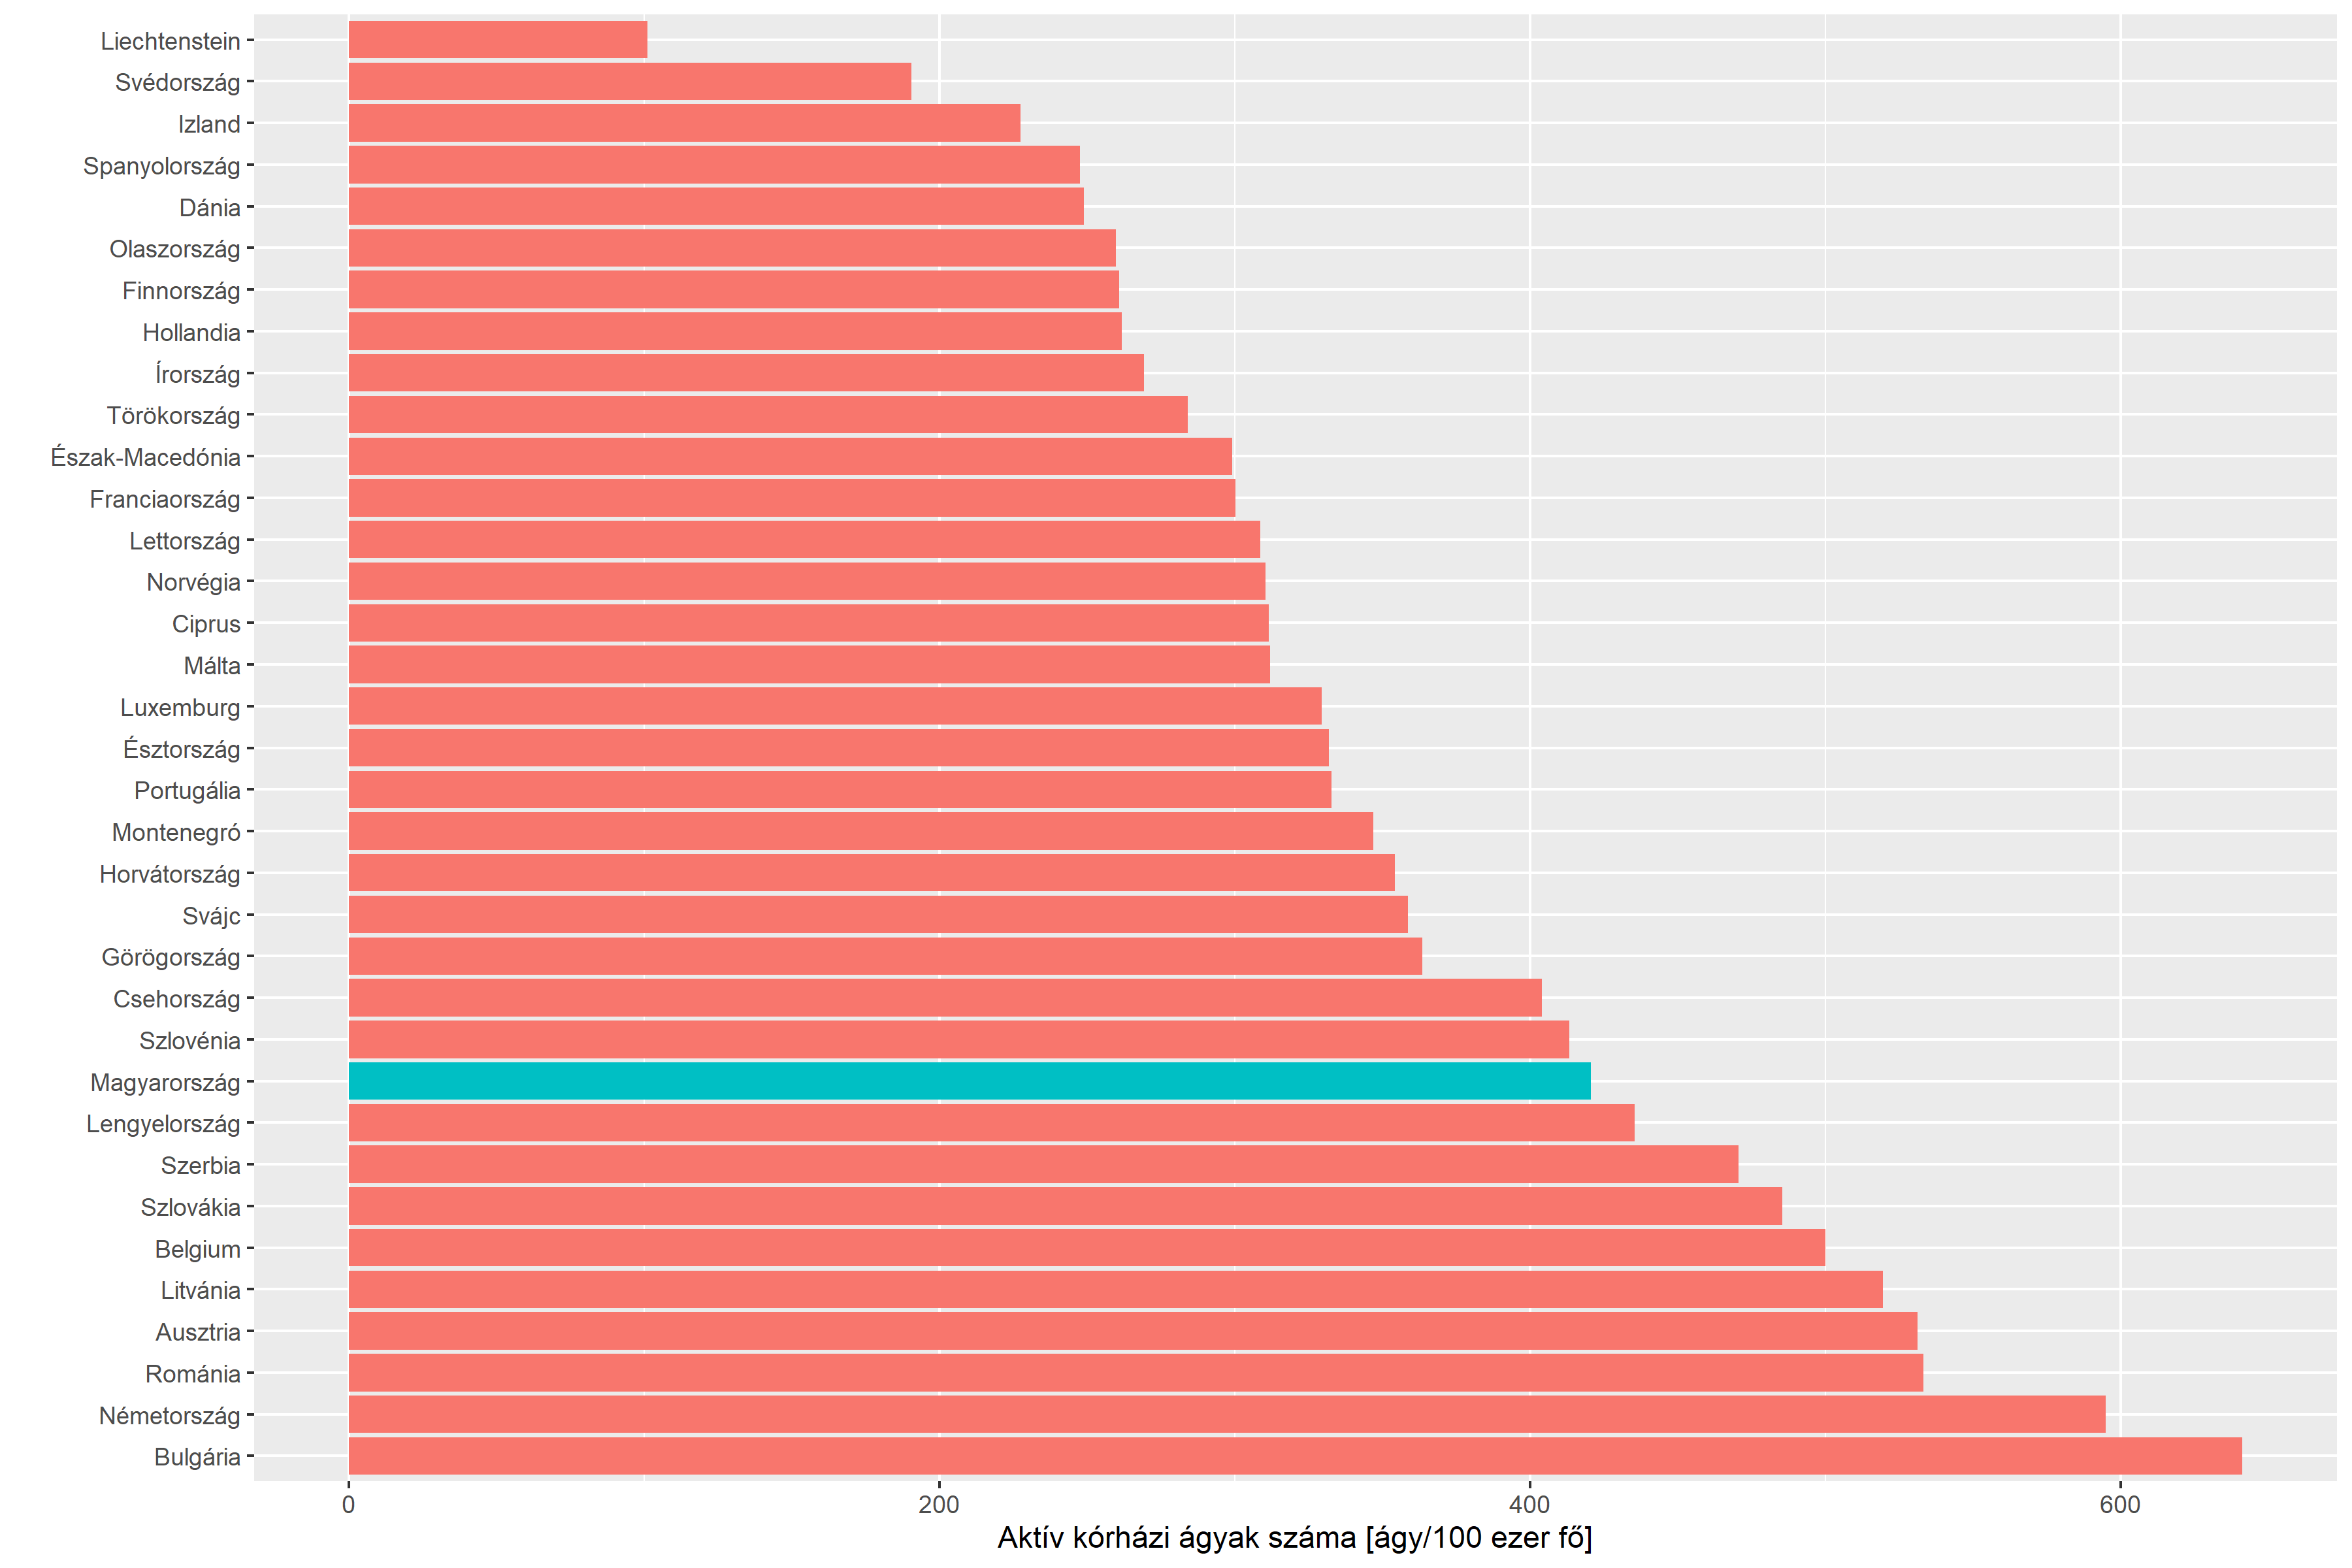 Liechtenstein
Svédország
Izland
Spanyolország
Dánia
Olaszország
Finnország
Hollandia
Írország
Törökország
Észak-Macedónia
Franciaország
Lettország
Norvégia
Ciprus
Málta
Luxemburg
Észtország
Portugália
Montenegró
Horvátország
Svájc
Görögország
Csehország
Szlovénia
Magyarország
Lengyelország
Szerbia
Szlovákia
Belgium
Litvánia
Ausztria
Románia
Németország
Bulgária
0 200 400 600
Aktív kórházi ágyak száma [ágy/100 ezer fő]